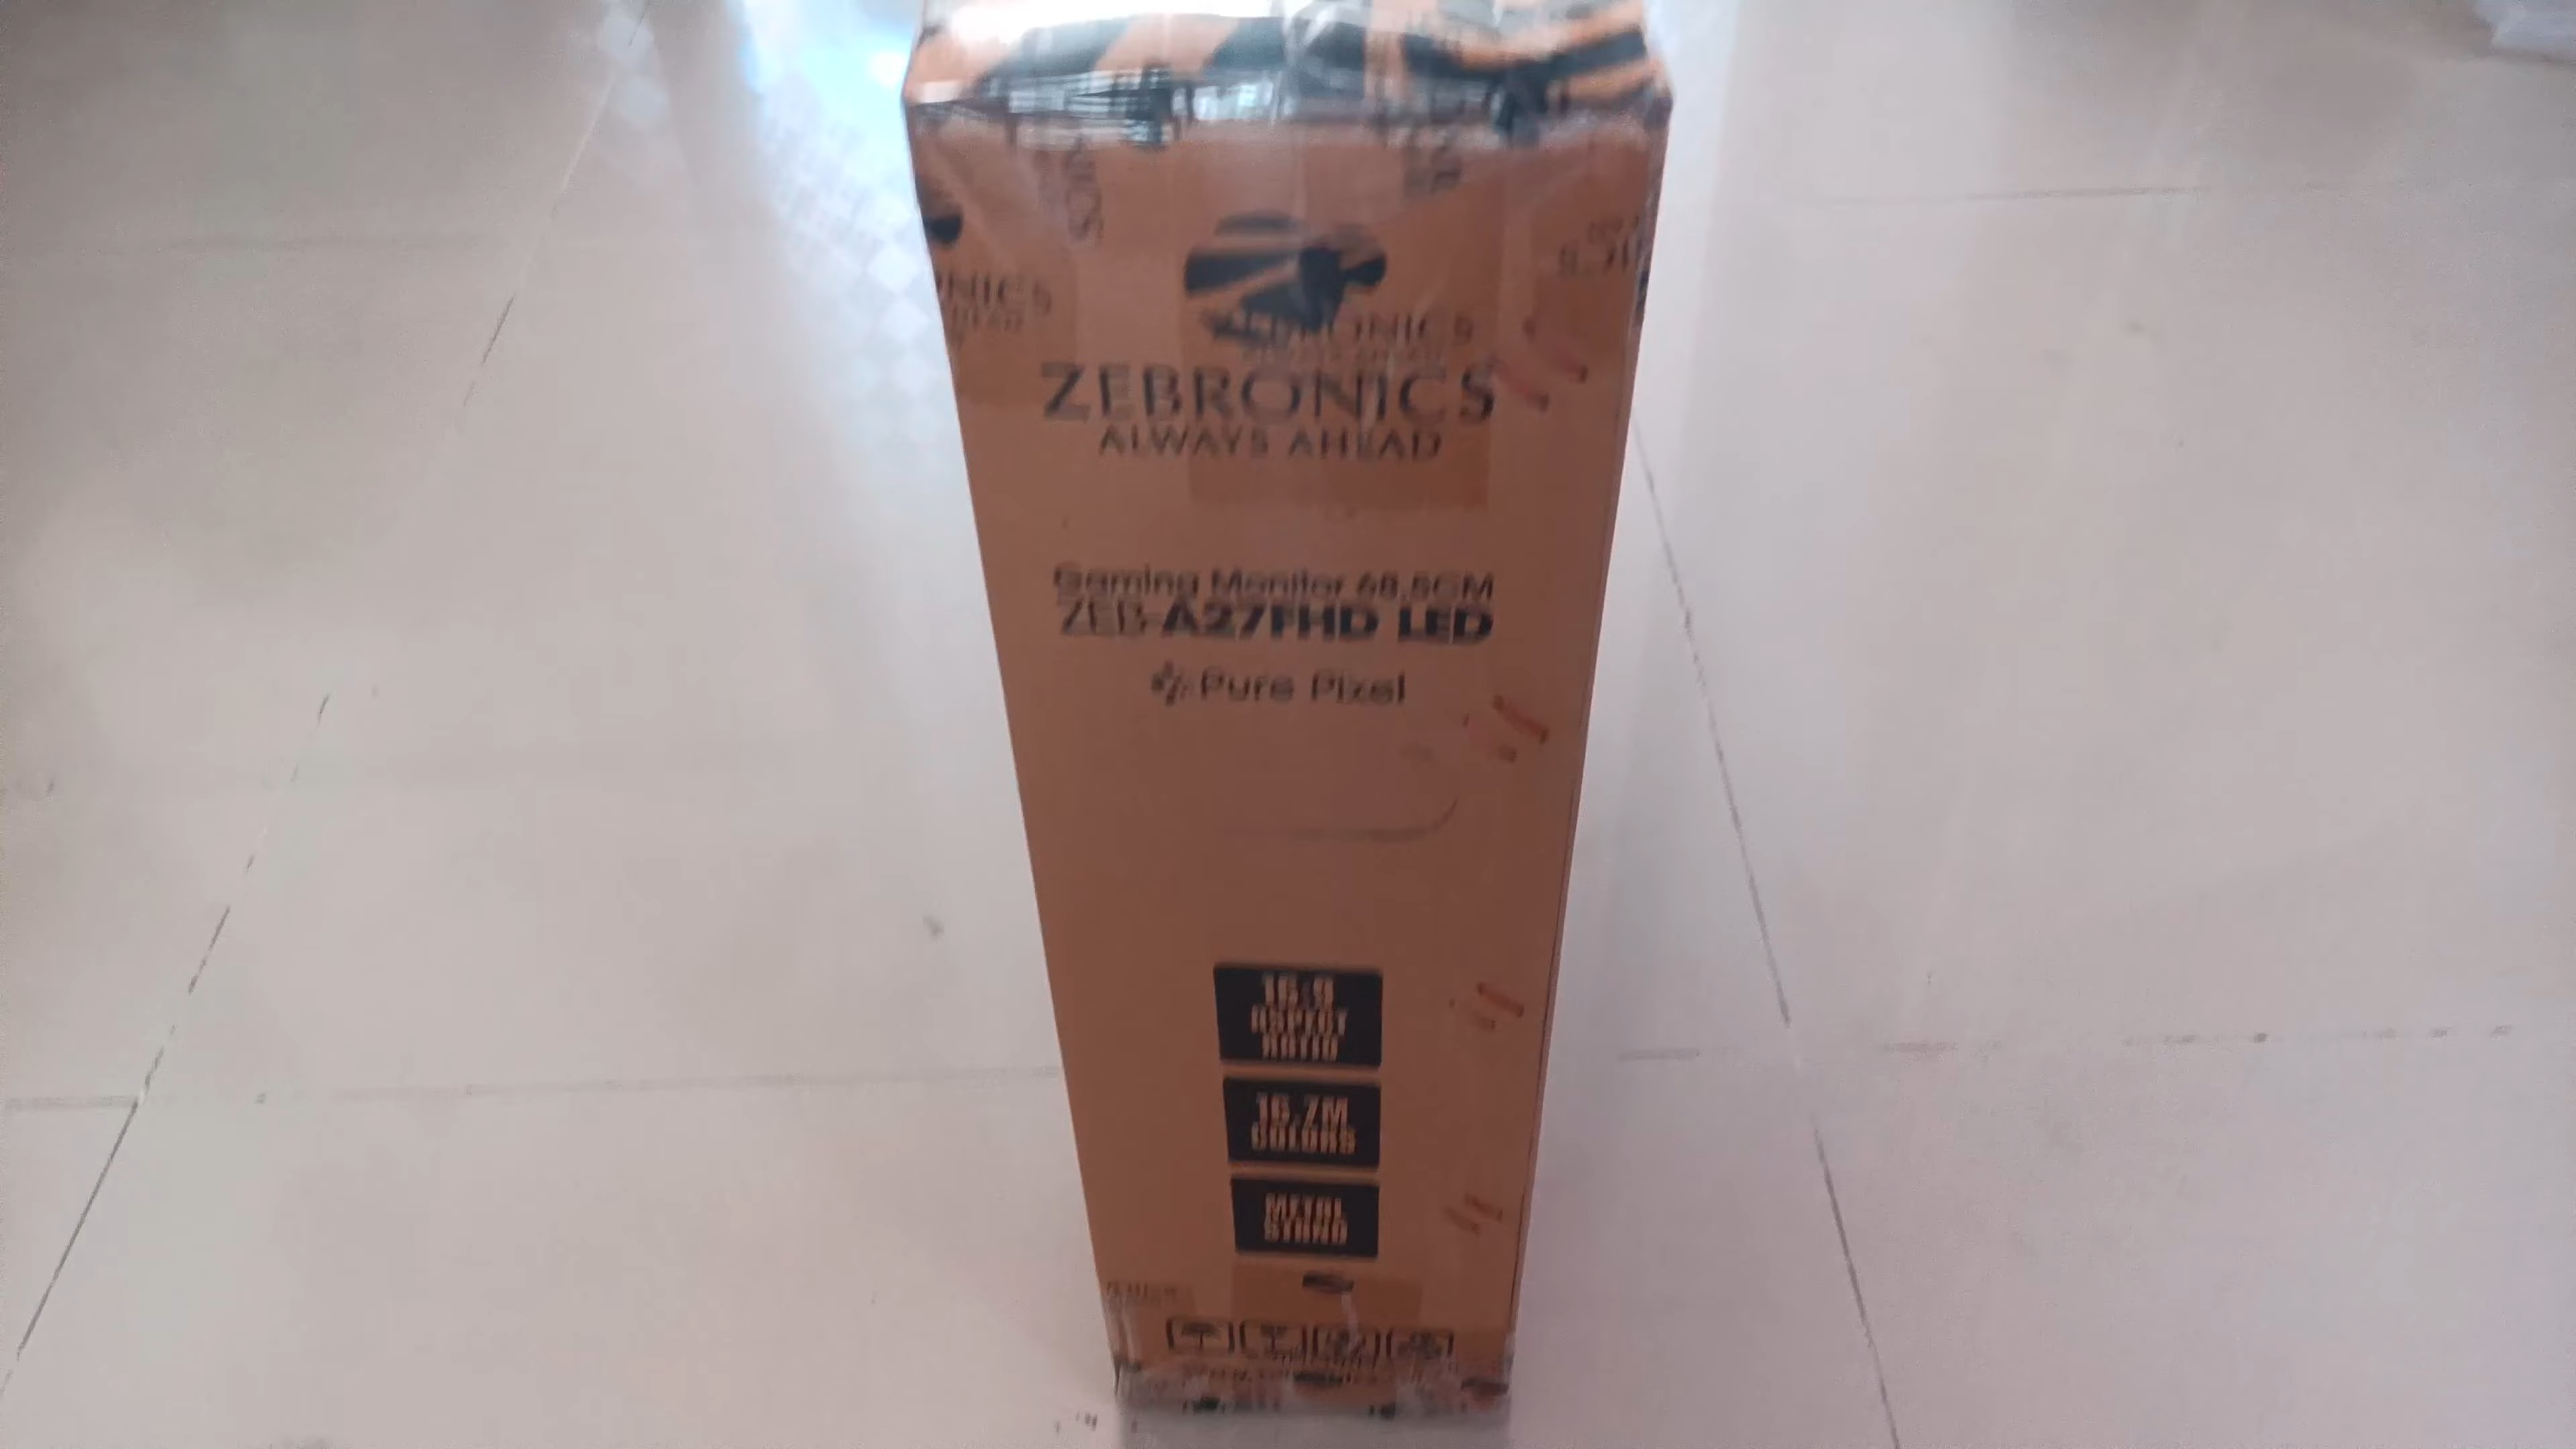 ZEBRONICS
ZEBRONICS
ALWAYS AHEAD
Gaming Monitor 68.5CM
ZEB-A27FHD LED
Pure Pixel
16:9
ASPECT
RATIO
16.7M
COLORS
METAL
STAND